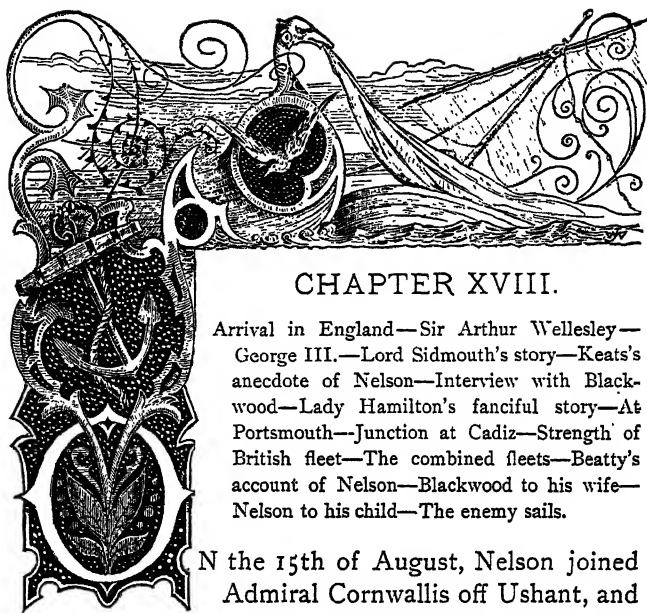 CHAPTER XVIII.
Arrival in England—Sir Arthur Wellesley—
George III.—Lord Sidmouth's story—Keats's
anecdote of Nelson—Interview with Black-
wood—Lady Hamilton's fanciful story—At
Portsmouth—Junction at Cadiz—Strength of
British fleet—The combined fleets—Beatty's
account of Nelson—Blackwood to his wife—
Nelson to his child—The enemy sails.
ON the 15th of August, Nelson joined
Admiral Cornwallis off Ushant, and